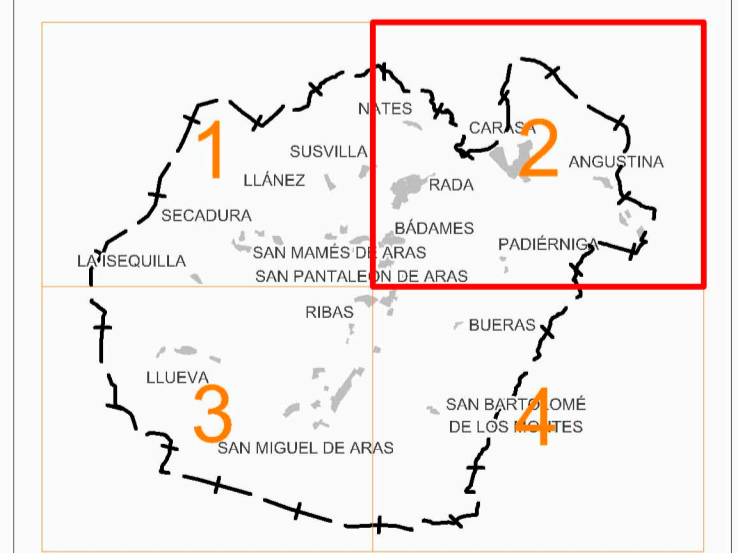 NATES
1
CARASA
2
SUSVILLA
ANGUSTINA
LLÁNEZ
RADA
SECADURA
BÁDAMES
SAN MAMÉS DE ARAS
PADIÉRNIGA
LA ISEQUILLA
SAN PANTALEÓN DE ARAS
RIBAS
BUERAS
LLUEVA
3
SAN BARTOLOMÉ
DE LOS MONTES
4
SAN MIGUEL DE ARAS